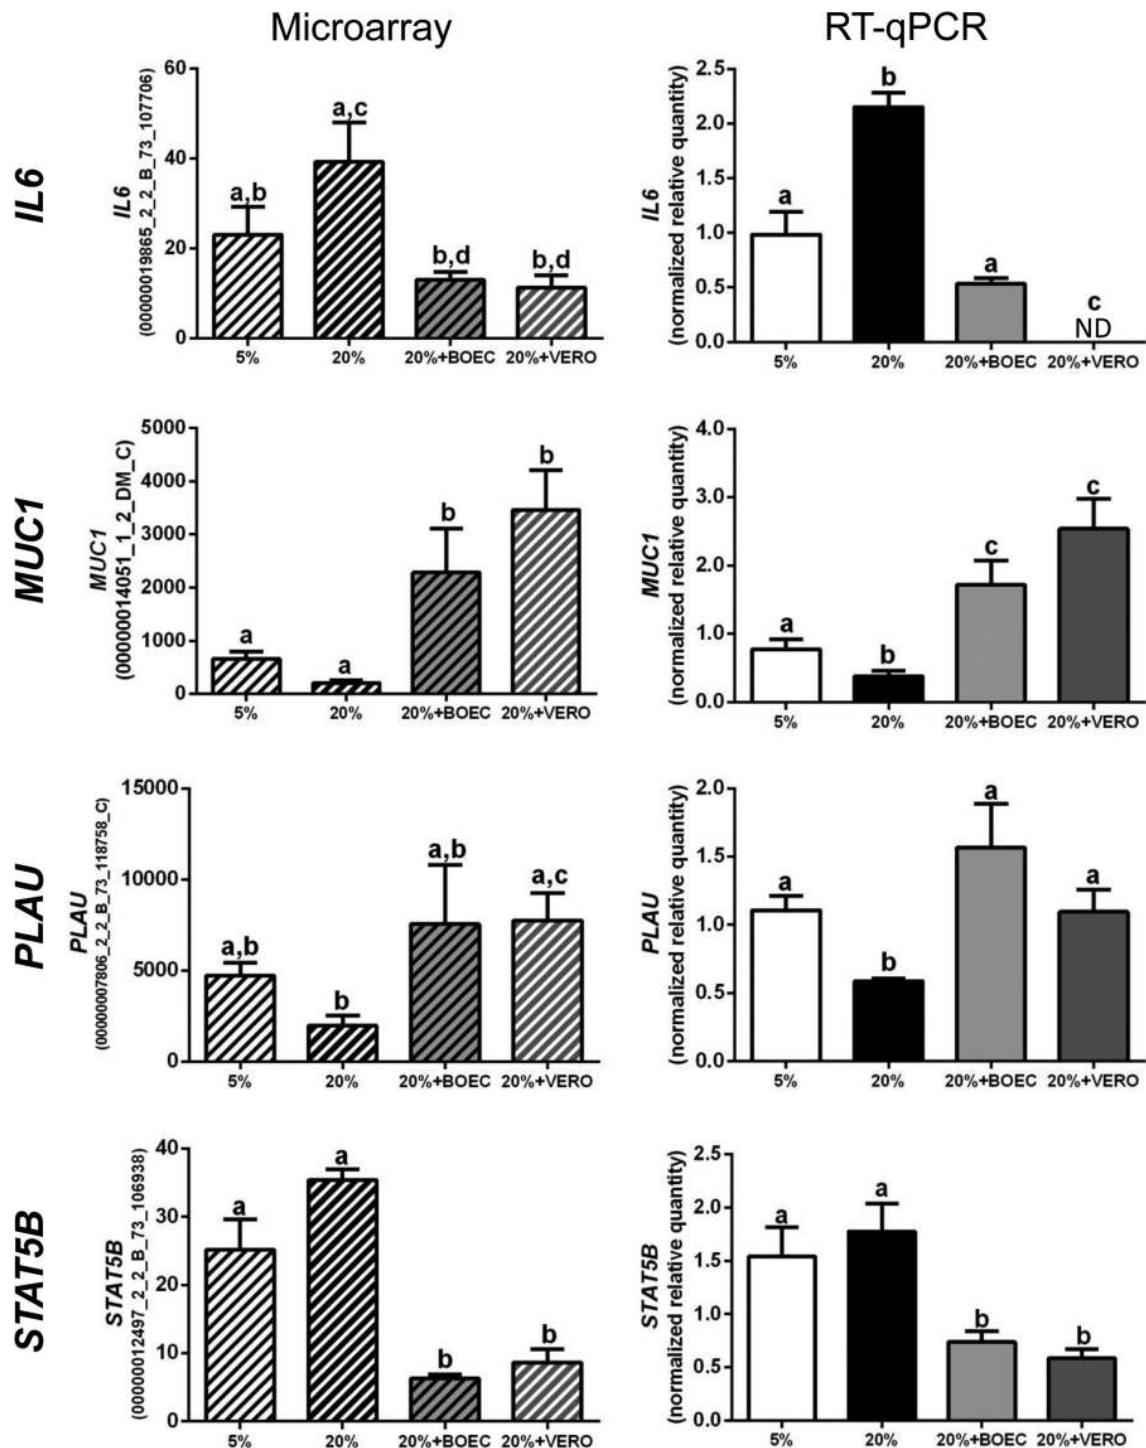 Microarray
RT-qPCR
IL6
IL6
(000000019865_2_2_B_73_107706)
60
40
20
0
a,b
a,c
b,d
b,d
5%
20%
20%+BOEC
20%+VERO
IL6
(normalized relative quantity)
2.5
2.0
1.5
1.0
0.5
0.0
a
b
a
c
ND
5%
20%
20%+BOEC
20%+VERO
MUC1
MUC1
(000000014051_1_2_DM_C)
5000
4000
3000
2000
1000
0
a
a
b
b
5%
20%
20%+BOEC
20%+VERO
MUC1
(normalized relative quantity)
4.0
3.0
2.0
1.0
0.0
a
b
c
c
5%
20%
20%+BOEC
20%+VERO
PLAU
PLAU
(000000007806_2_2_B_73_118758_C)
15000
10000
5000
0
a,b
b
a,b
a,c
5%
20%
20%+BOEC
20%+VERO
PLAU
(normalized relative quantity)
2.0
1.5
1.0
0.5
0.0
a
b
a
a
5%
20%
20%+BOEC
20%+VERO
STAT5B
STAT5B
(000000012497_2_2_B_73_106938)
40
30
20
10
0
a
a
b
b
5%
20%
20%+BOEC
20%+VERO
STAT5B
(normalized relative quantity)
2.5
2.0
1.5
1.0
0.5
0.0
a
a
b
b
5%
20%
20%+BOEC
20%+VERO